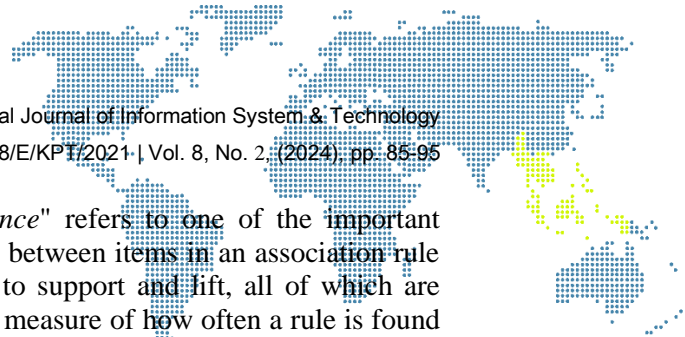 al Journal of Information System & Technology
8/E/KPT/2021 | Vol. 8, No. 2, (2024), pp. 85-95
nce" refers to one of the important
between items in an association rule
to support and lift, all of which are
measure of how often a rule is found